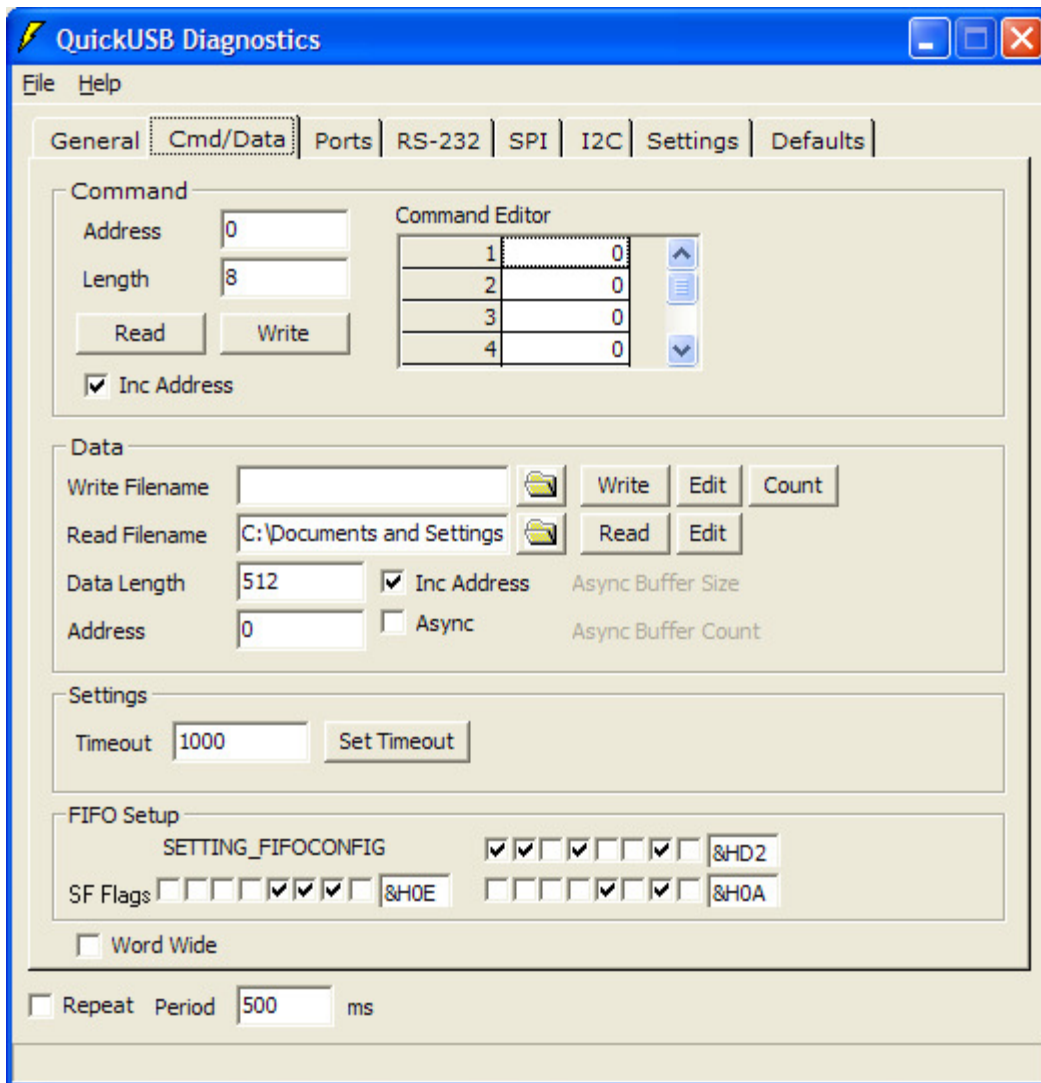 QuickUSB Diagnostics
File Help
General Cmd/Data Ports RS-232 SPI I2C Settings Defaults
Command
Address 0
Length 8
Read Write
Inc Address
Command Editor
1 0
2 0
3 0
4 0
Data
Write Filename Write Edit Count
Read Filename C:\Documents and Settings Read Edit
Data Length 512 Inc Address Async Buffer Size
Address 0 Async Async Buffer Count
Settings
Timeout 1000 Set Timeout
FIFO Setup
SETTING_FIFOCONFIG &HD2
SF Flags &H0E &H0A
Word Wide
Repeat Period 500 ms